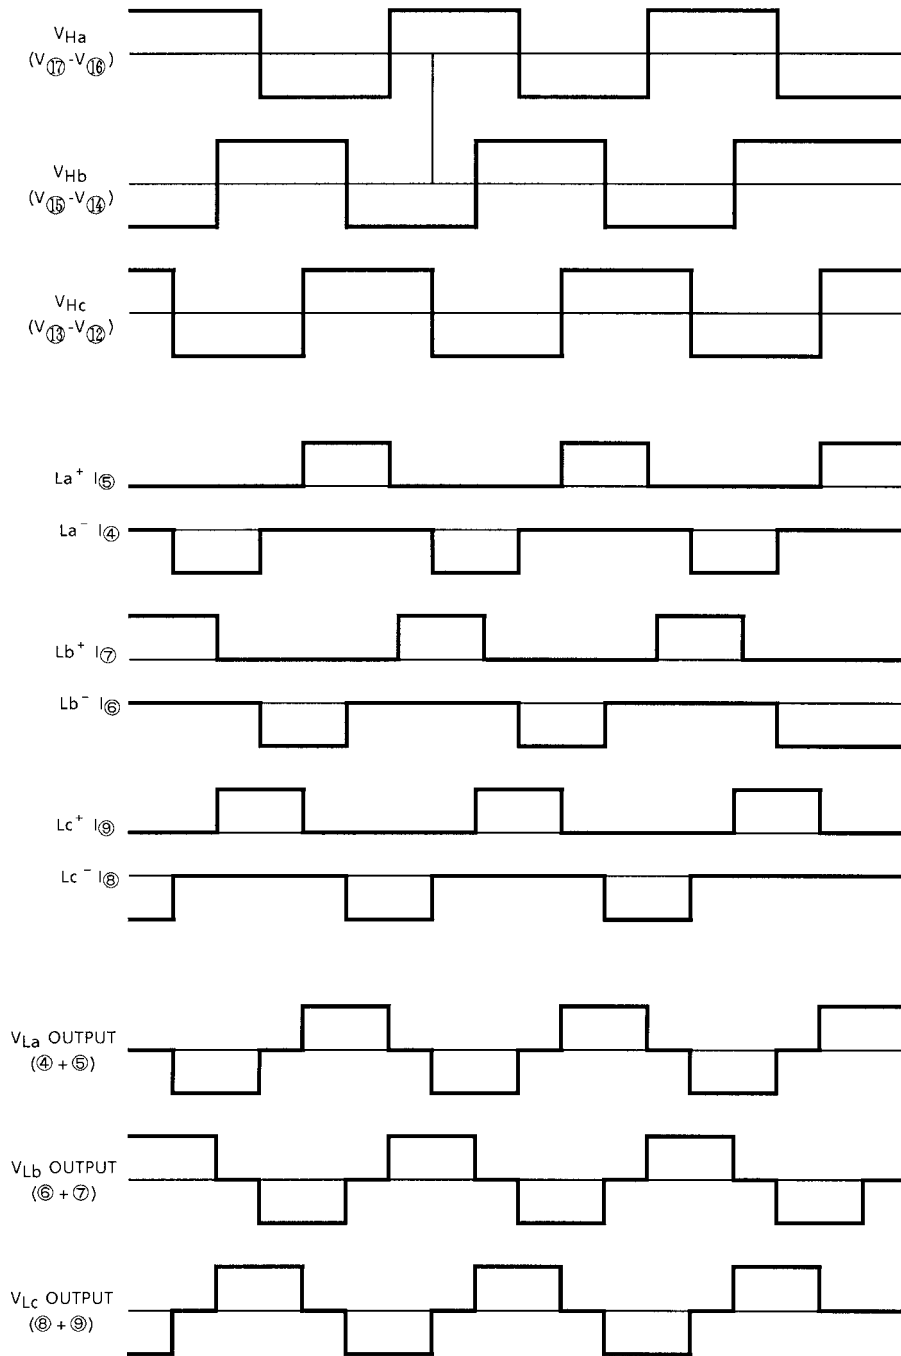 VHa
(V⑰-V⑯)
VHb
(V⑮-V⑭)
VHc
(V⑬-V⑫)
La+ I⑤
La− I④
Lb+ I⑦
Lb− I⑥
Lc+ I⑨
Lc− I⑧
VLa OUTPUT
(④ + ⑤)
VLb OUTPUT
(⑥ + ⑦)
VLc OUTPUT
(⑧ + ⑨)